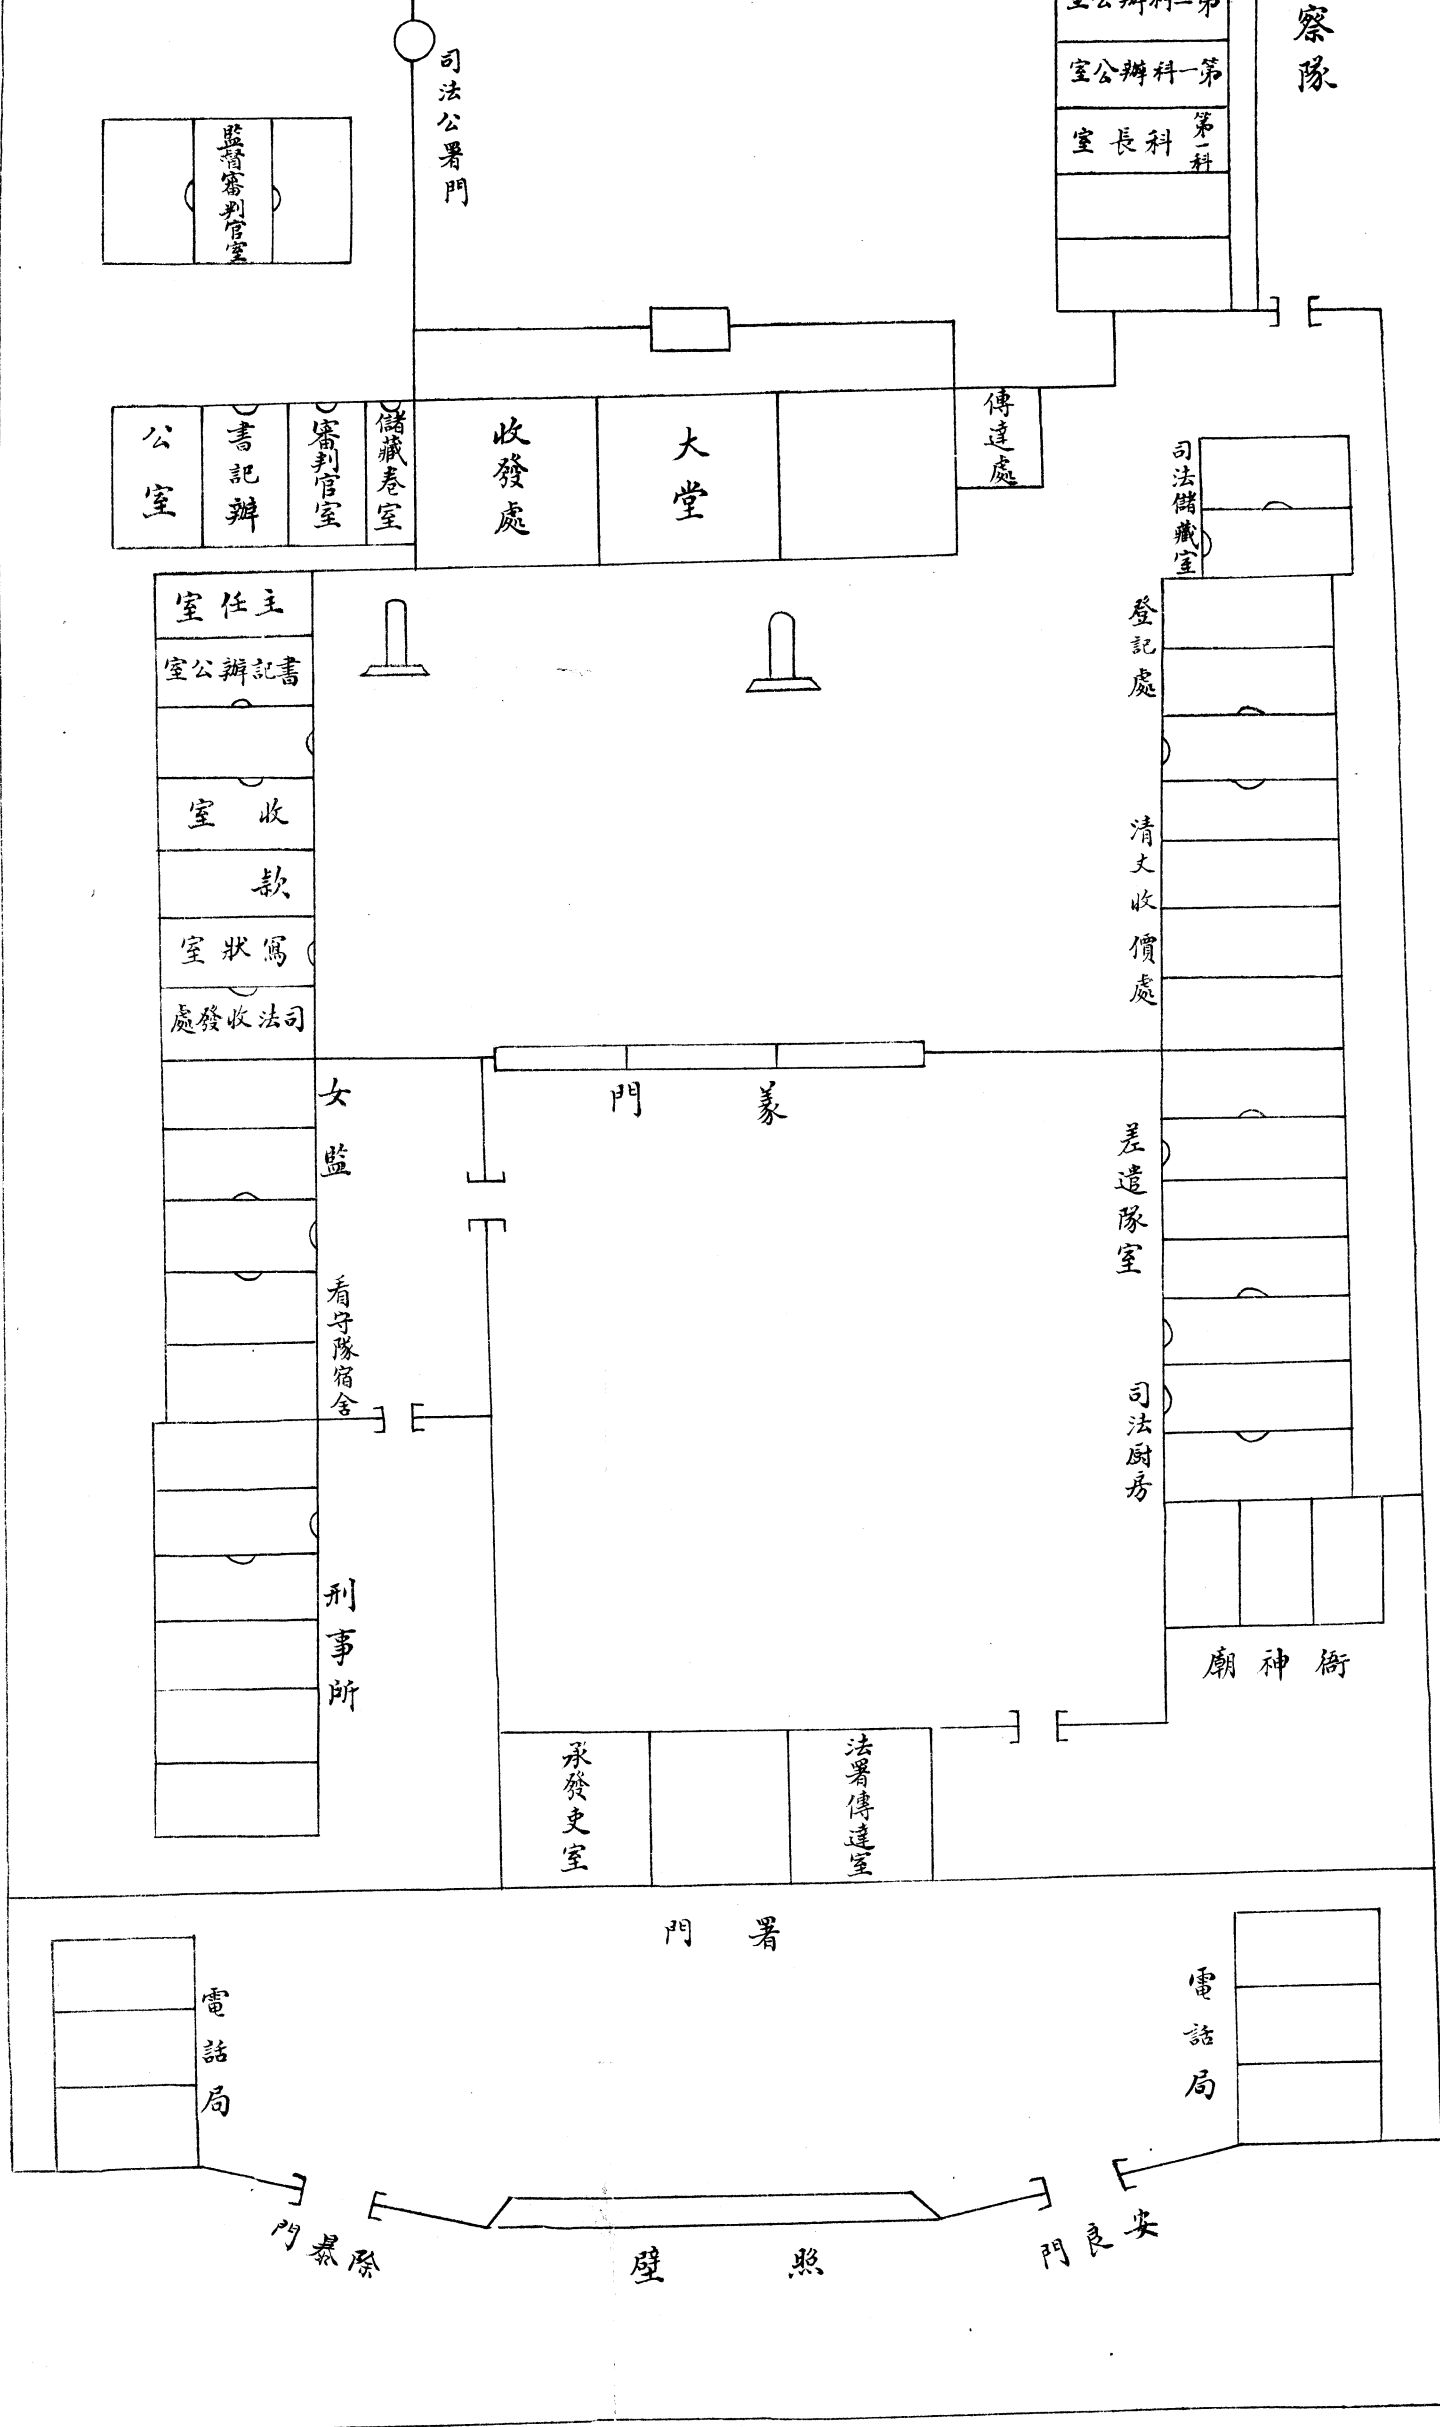 察隊
第二科辦公室
第一科辦公室
第一科
科長室
司法公署門
監督審判官室
傳達處
大堂
收發處
儲藏卷室
審判官室
書記辦
公室
司法儲藏室
登記處
清丈收價處
主任室
書記辦公室
收室
款
寫狀室
司法收發處
義門
女監
看守隊宿舍
差遣隊室
司法厨房
刑事所
衙神廟
法署傳達室
承發吏室
署門
電話局
電話局
安良門
照壁
除暴門